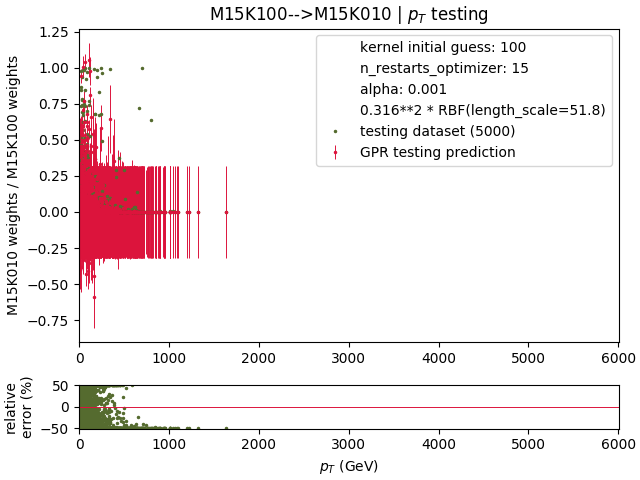 M15K100-->M15K010 | p_T testing
M15K010 weights / M15K100 weights
1.25
1.00
0.75
0.50
0.25
0.00
−0.25
−0.50
−0.75
kernel initial guess: 100
n_restarts_optimizer: 15
alpha: 0.001
0.316**2 * RBF(length_scale=51.8)
testing dataset (5000)
GPR testing prediction
0 1000 2000 3000 4000 5000 6000
relative
error (%)
50
0
−50
0 1000 2000 3000 4000 5000 6000
p_T (GeV)